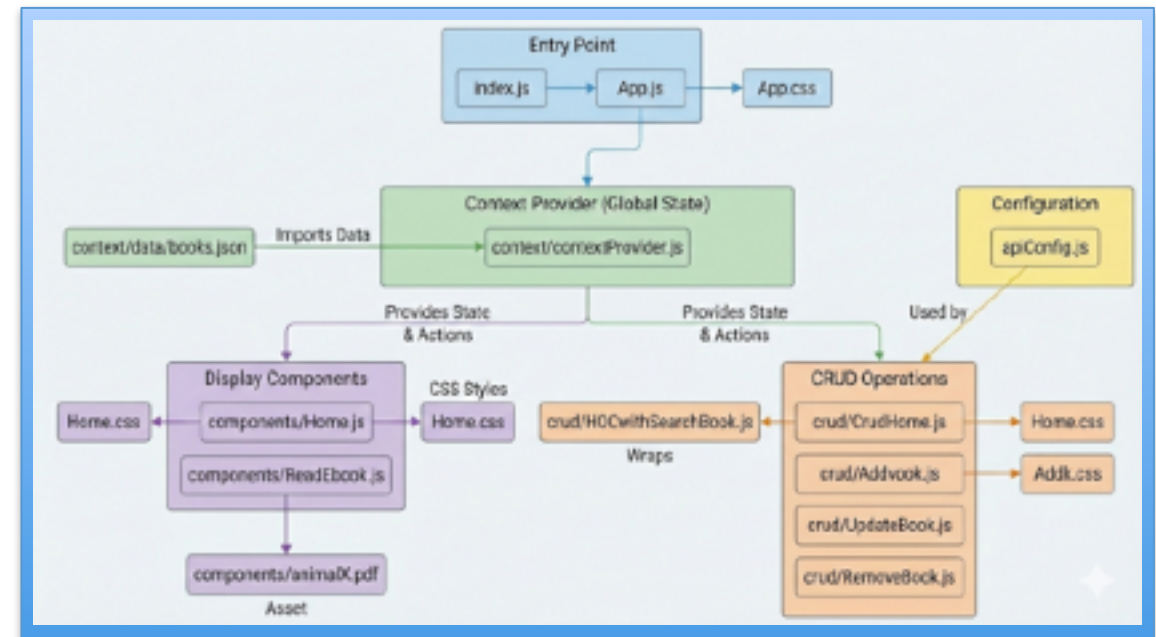 Entry Point
index.js
App.js
App.css
Context Provider (Global State)
Configuration
context/data/books.json
Imports Data
context/contextProvider.js
apiConfig.js
Provides State
& Actions
Provides State
& Actions
Used by
Display Components
CSS Styles
CRUD Operations
Home.css
components/Home.js
Home.css
crud/HOCwithSearchBook.js
crud/CrudHome.js
Home.css
Wraps
components/ReadEbook.js
crud/Addvook.js
Addk.css
crud/UpdateBook.js
components/animalX.pdf
crud/RemoveBook.js
Asset